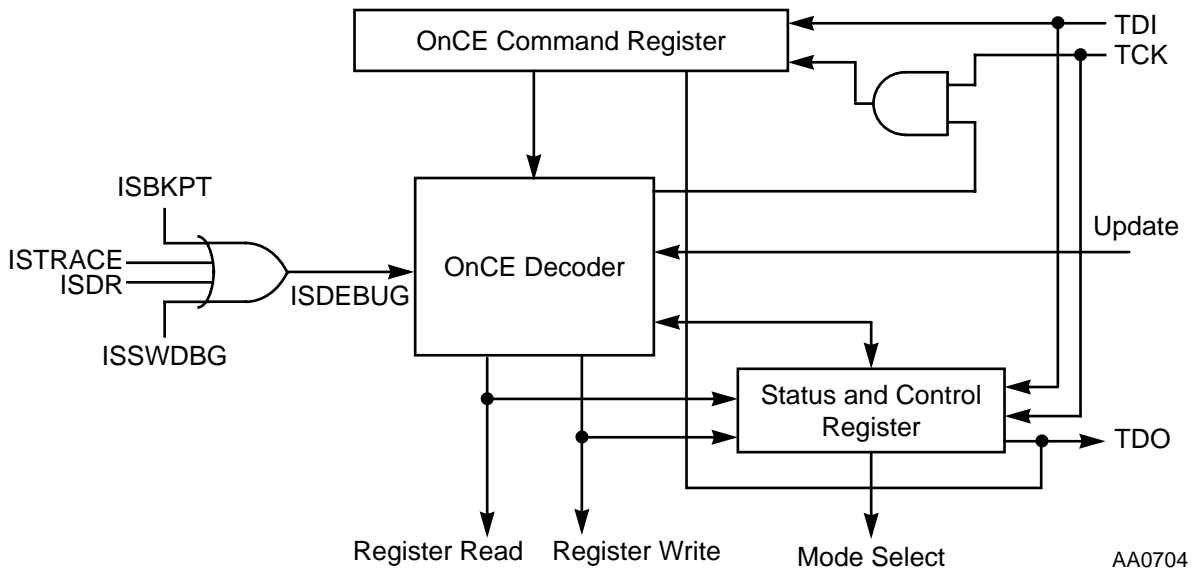 OnCE Command Register
TDI
TCK
ISBKPT
Update
ISTRACE
OnCE Decoder
ISDR
ISDEBUG
ISSWDBG
Status and Control
Register
TDO
Register Read
Register Write
Mode Select
AA0704